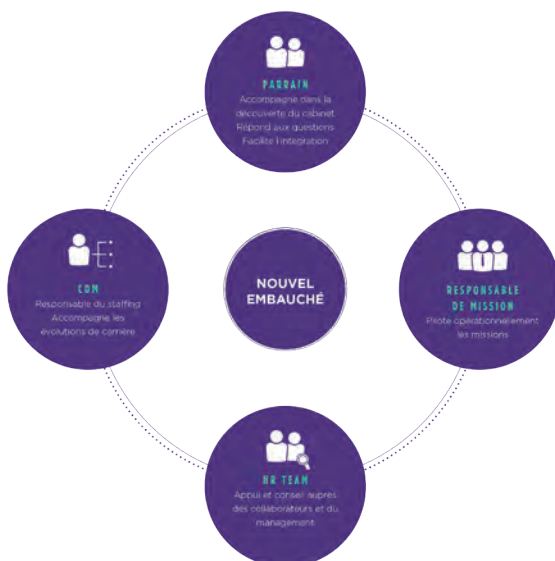 PARRAIN
Accompagne dans la
découverte du cabinet
Répond aux questions
Facilite l'intégration
CDM
Responsable du staffing
Accompagne les
évolutions de carrière
NOUVEL
EMBAUCHÉ
RESPONSABLE
DE MISSION
Pilote opérationnellement
les missions
HR TEAM
Appui et conseil auprès
des collaborateurs et du
management